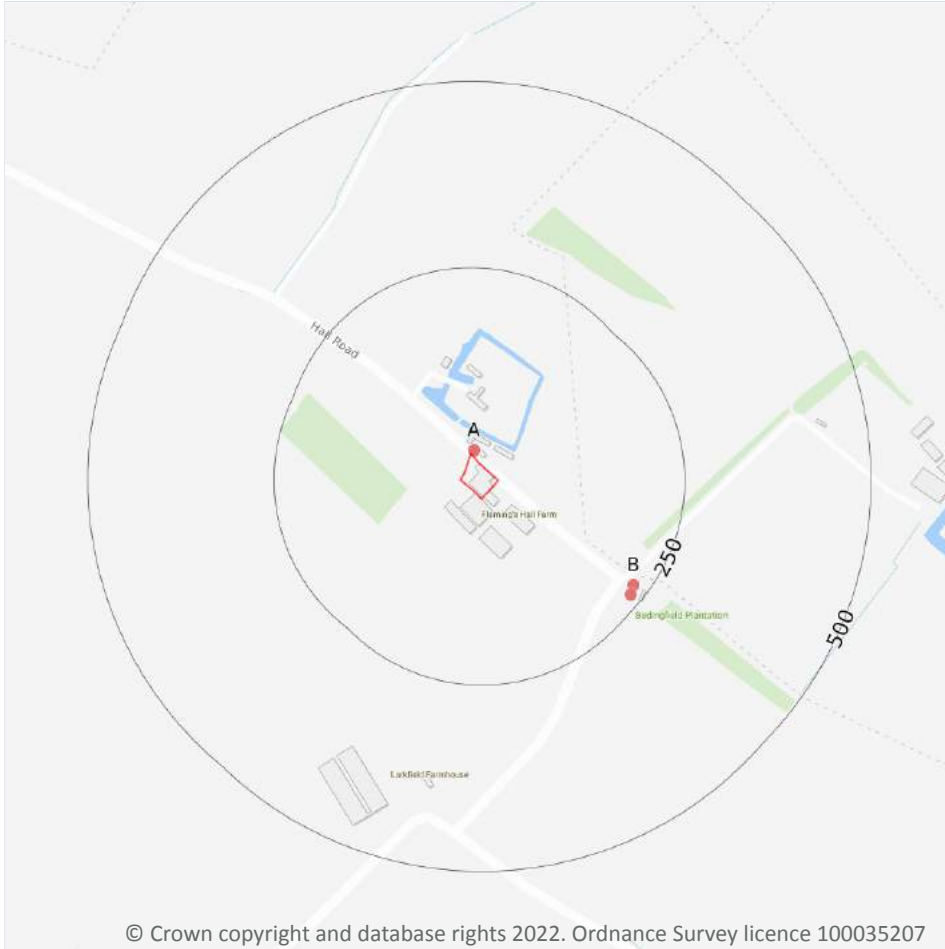 Hall Road
A
Fleming's Hall Farm
B
250
Bedingfield Plantation
500
Larkfield Farmhouse
© Crown copyright and database rights 2022. Ordnance Survey licence 100035207